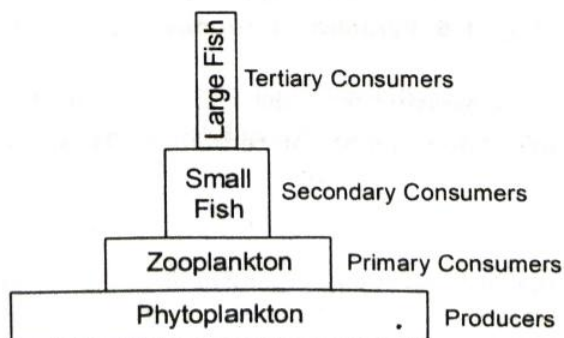 Large Fish
Tertiary Consumers
Small
Fish
Secondary Consumers
Zooplankton
Primary Consumers
Phytoplankton
Producers